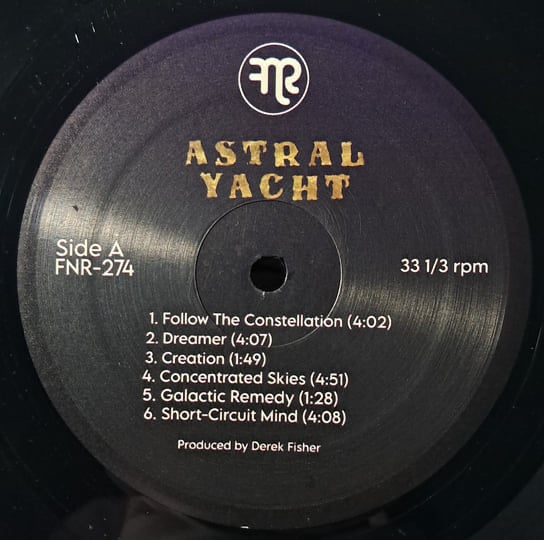 FNR
ASTRAL
YACHT
Side A
FNR-274
33 1/3 rpm
1. Follow The Constellation (4:02)
2. Dreamer (4:07)
3. Creation (1:49)
4. Concentrated Skies (4:51)
5. Galactic Remedy (1:28)
6. Short-Circuit Mind (4:08)
Produced by Derek Fisher